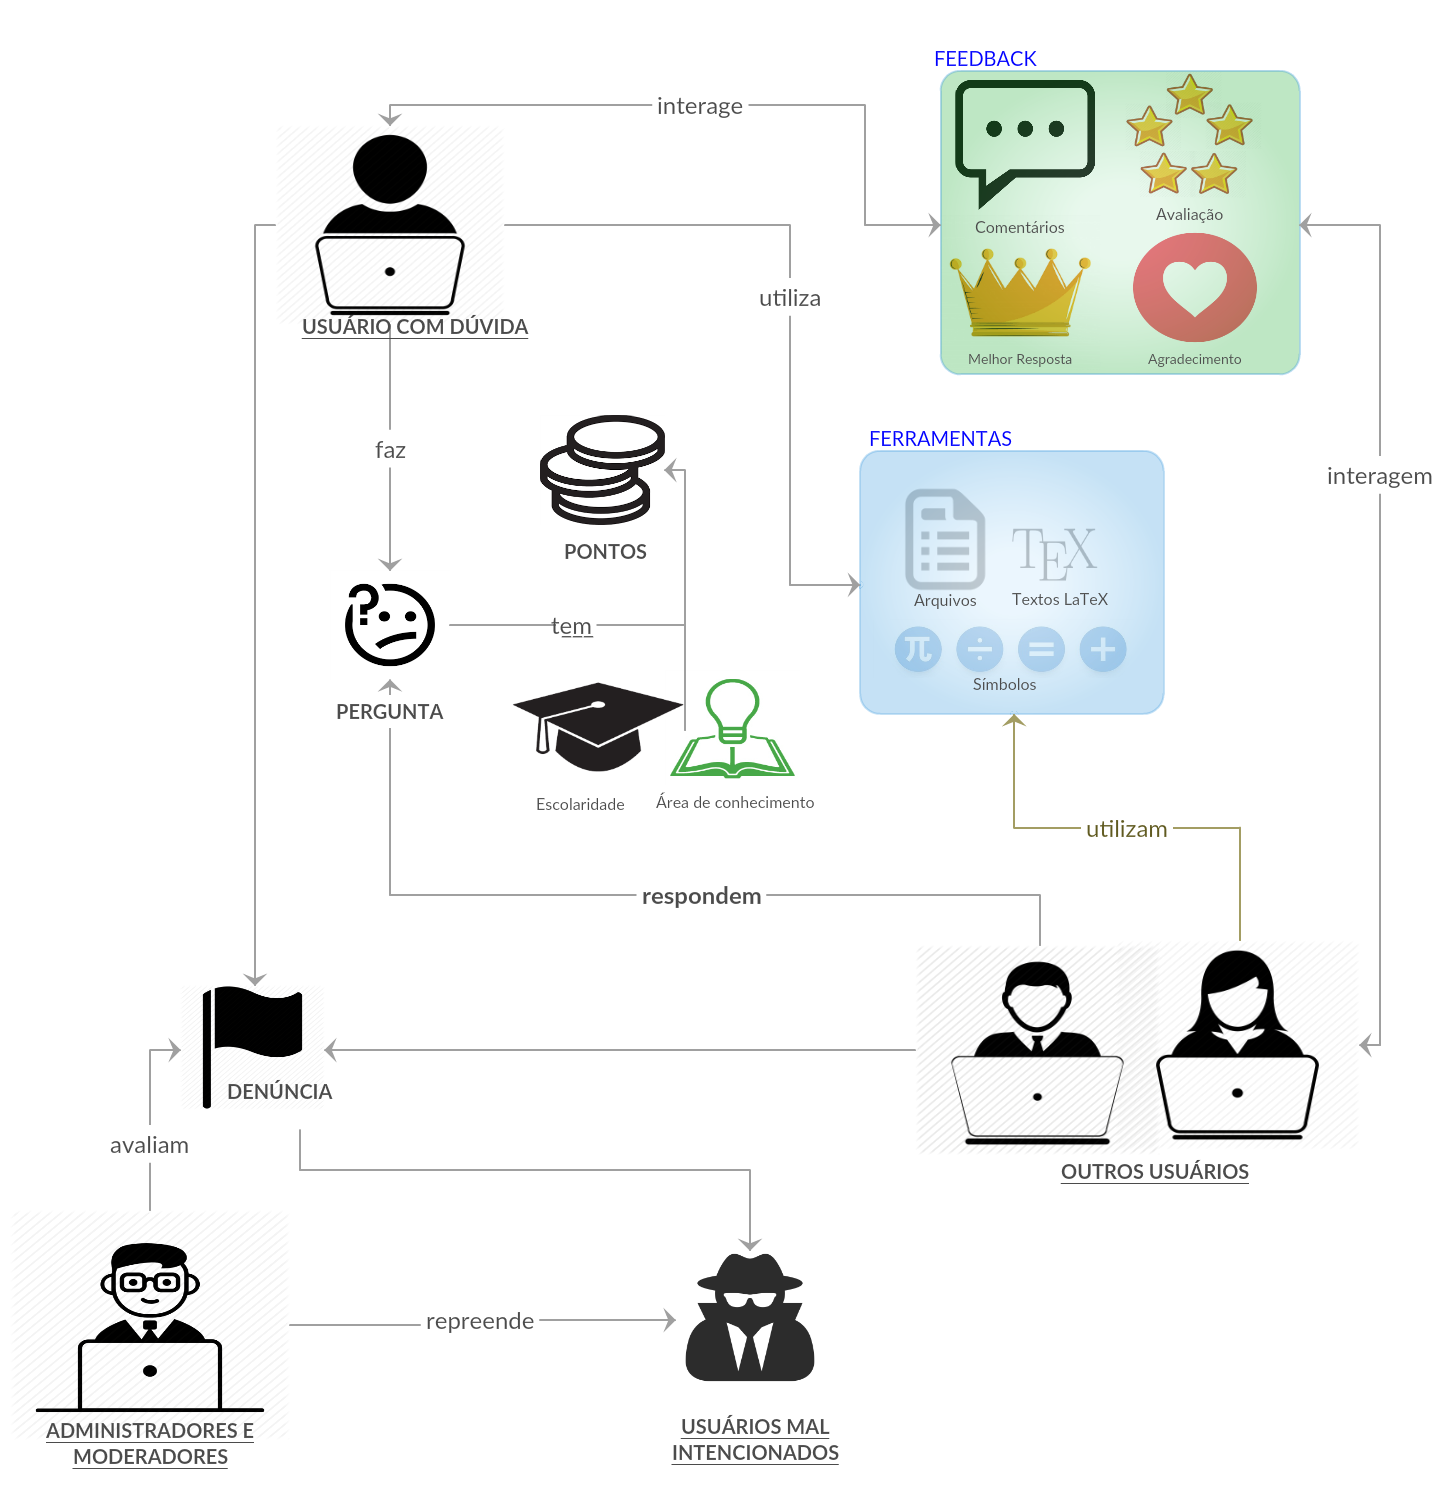 FEEDBACK
interage
Comentários
Avaliação
Melhor Resposta
Agradecimento
utiliza
USUÁRIO COM DÚVIDA
faz
FERRAMENTAS
interagem
PONTOS
TEX
Arquivos
Textos LaTeX
π ÷ = +
Símbolos
?
tem
PERGUNTA
Escolaridade
Área de conhecimento
utilizam
respondem
DENÚNCIA
avaliam
OUTROS USUÁRIOS
repreende
ADMINISTRADORES E
MODERADORES
USUÁRIOS MAL
INTENCIONADOS